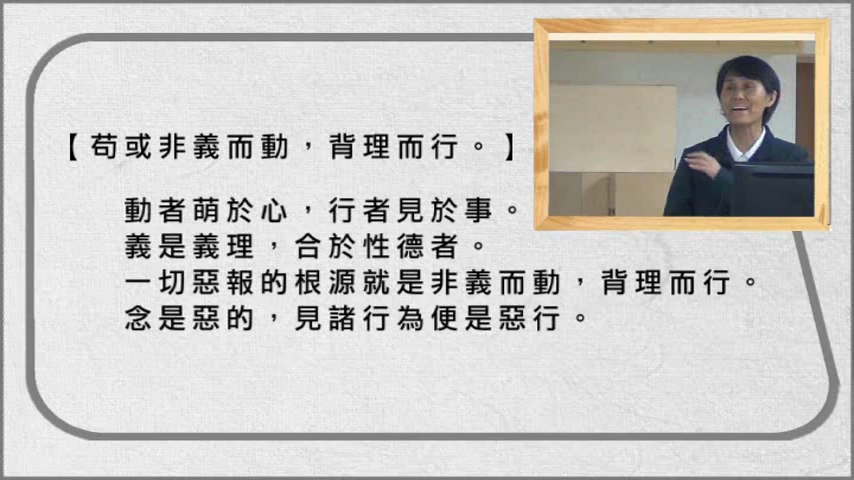 【苟或非義而動，背理而行。】
動者萌於心，行者見於事。
義是義理，合於性德者。
一切惡報的根源就是非義而動，背理而行。
念是惡的，見諸行為便是惡行。